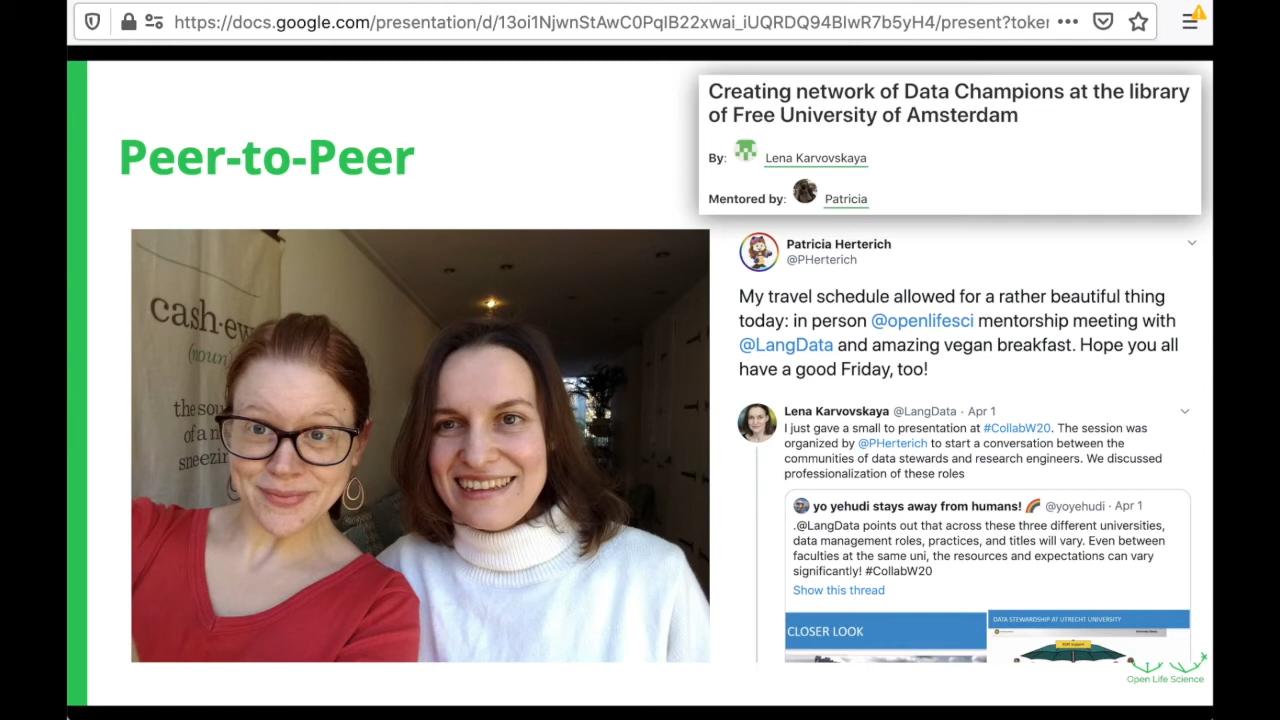 https://docs.google.com/presentation/d/13oi1NjwnStAwC0PqIB22xwai_iUQRDQ94BIwR7b5yH4/present?toker
Creating network of Data Champions at the library
of Free University of Amsterdam
By: Lena Karvovskaya
Mentored by: Patricia
Peer-to-Peer
cash·ew
(noun)
the sou
of a n
sneezin
Patricia Herterich
@PHerterich
My travel schedule allowed for a rather beautiful thing
today: in person @openlifesci mentorship meeting with
@LangData and amazing vegan breakfast. Hope you all
have a good Friday, too!
Lena Karvovskaya @LangData · Apr 1
I just gave a small to presentation at #CollabW20. The session was
organized by @PHerterich to start a conversation between the
communities of data stewards and research engineers. We discussed
professionalization of these roles
yo yehudi stays away from humans! @yoyehudi · Apr 1
.@LangData points out that across these three different universities,
data management roles, practices, and titles will vary. Even between
faculties at the same uni, the resources and expectations can vary
significantly! #CollabW20
Show this thread
CLOSER LOOK
DATA STEWARDSHIP AT UTRECHT UNIVERSITY
Open Life Science